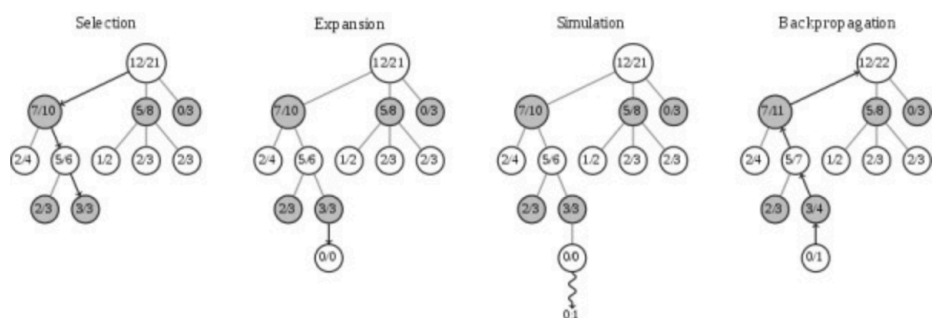 Selection Expansion Simulation Backpropagation
12/21 12/21 12/21 12/22
7/10 5/8 0/3 7/10 5/8 0/3 7/10 5/8 0/3 7/11 5/8 0/3
2/4 5/6 1/2 2/3 2/3 2/4 5/6 1/2 2/3 2/3 2/4 5/6 1/2 2/3 2/3 2/4 5/7 1/2 2/3 2/3
2/3 3/3 2/3 3/3 2/3 3/3 2/3 3/4
0/0 0/0 0/1
0:1